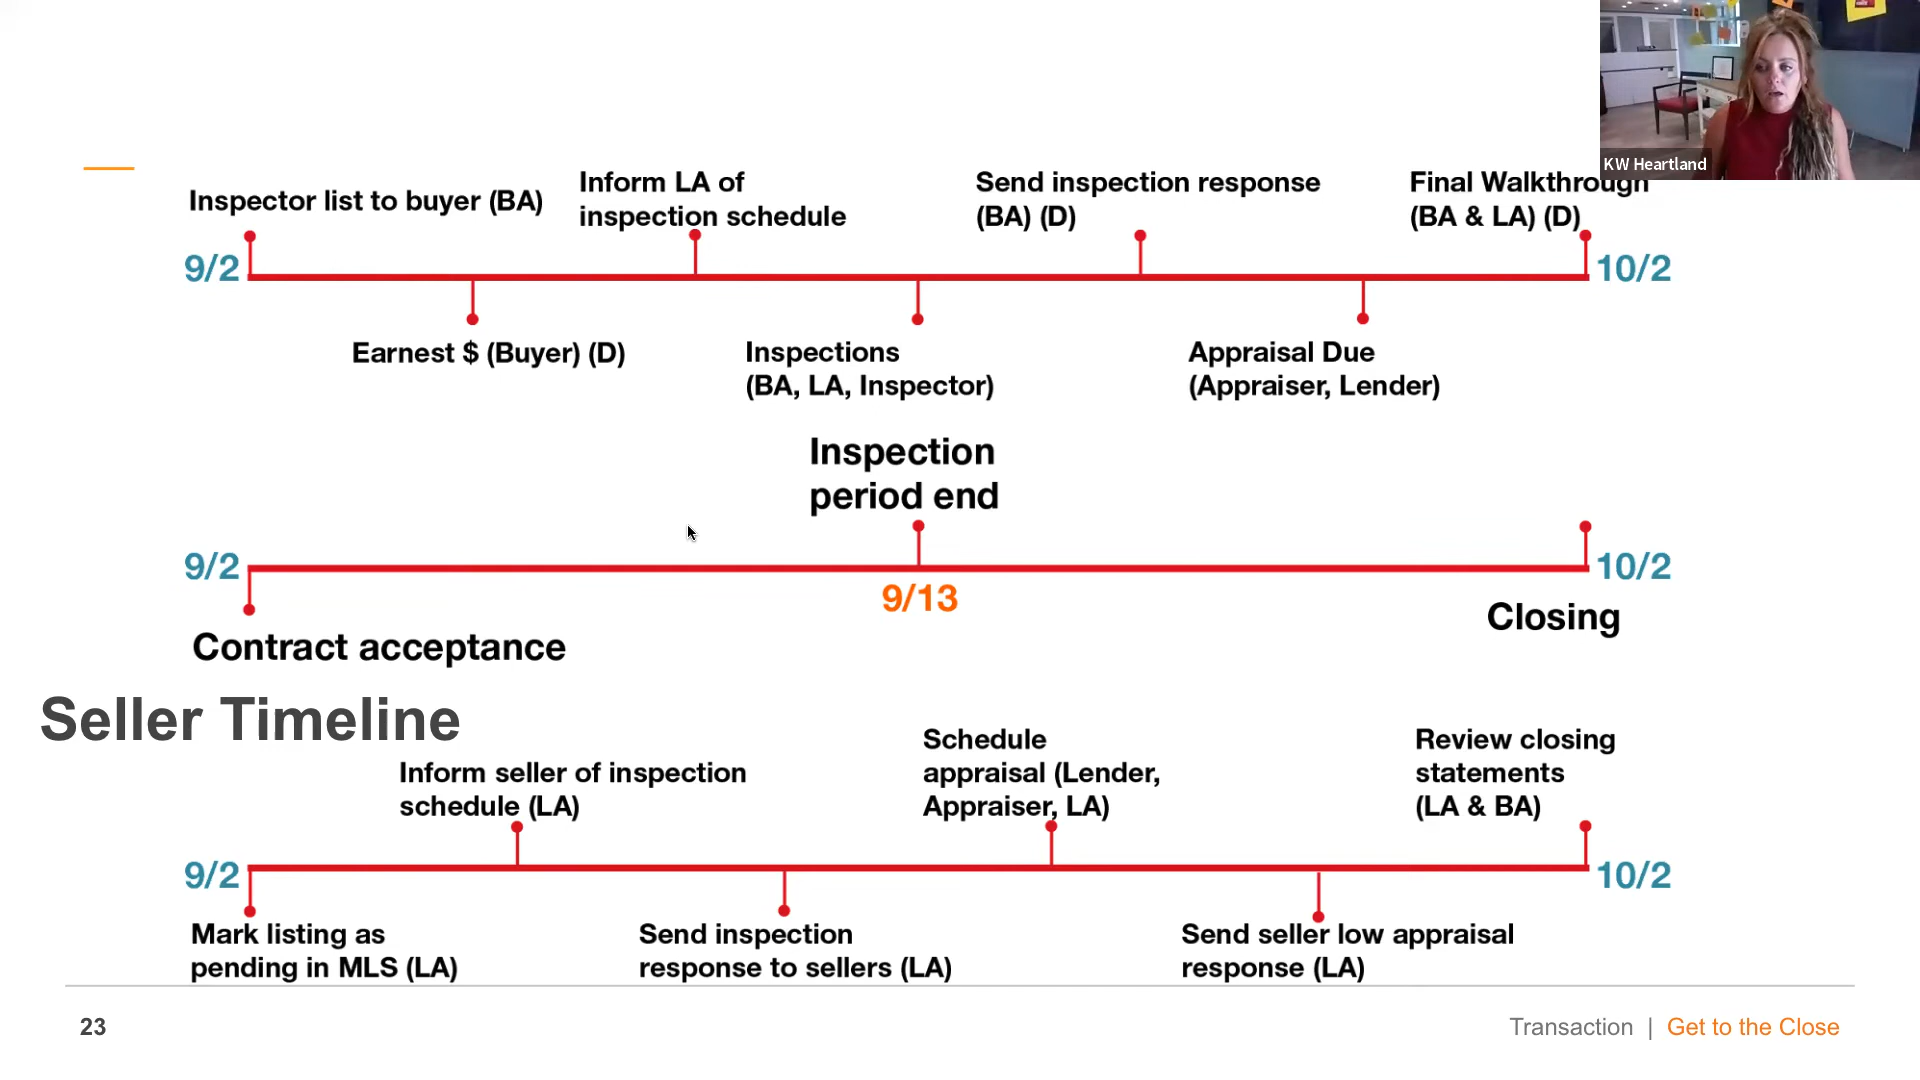 KW Heartland
Inspector list to buyer (BA)
Inform LA of
inspection schedule
Send inspection response
(BA) (D)
Final Walkthrough
(BA & LA) (D)
9/2
10/2
Earnest $ (Buyer) (D)
Inspections
(BA, LA, Inspector)
Appraisal Due
(Appraiser, Lender)
Inspection
period end
9/2
10/2
9/13
Closing
Contract acceptance
Seller Timeline
Inform seller of inspection
schedule (LA)
Schedule
appraisal (Lender,
Appraiser, LA)
Review closing
statements
(LA & BA)
9/2
10/2
Mark listing as
pending in MLS (LA)
Send inspection
response to sellers (LA)
Send seller low appraisal
response (LA)
23
Transaction | Get to the Close